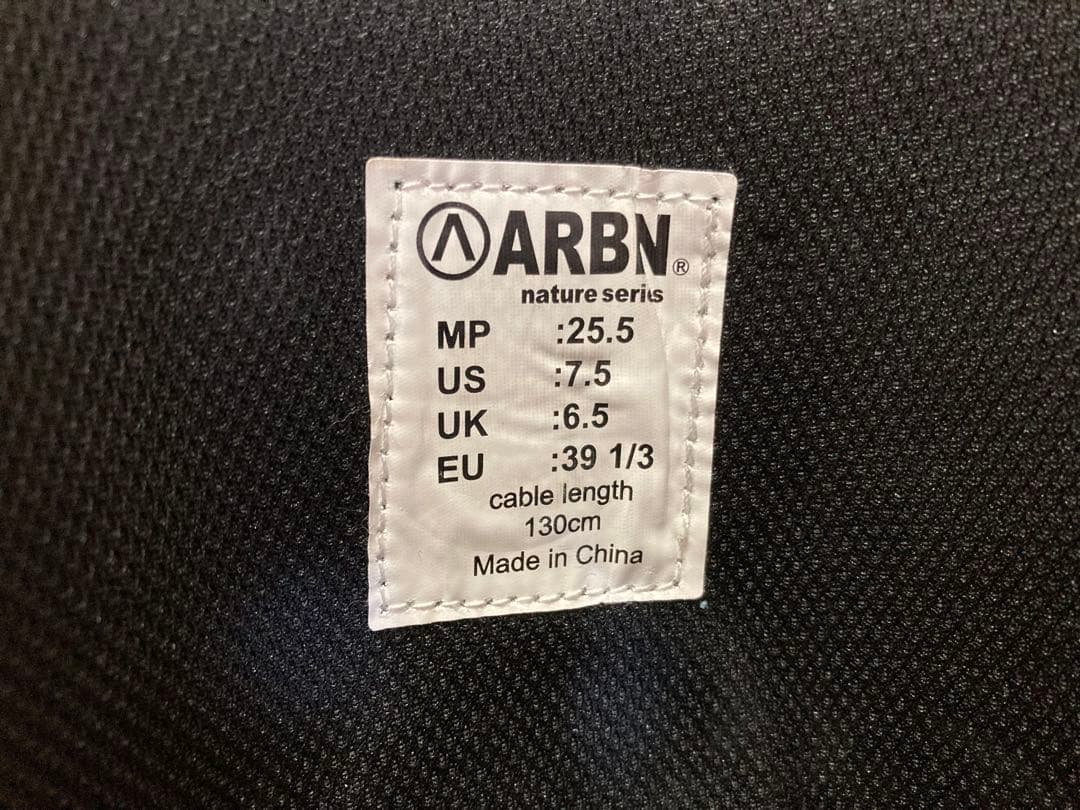 ARBN®
nature series
MP :25.5
US :7.5
UK :6.5
EU :39 1/3
cable length
130cm
Made in China